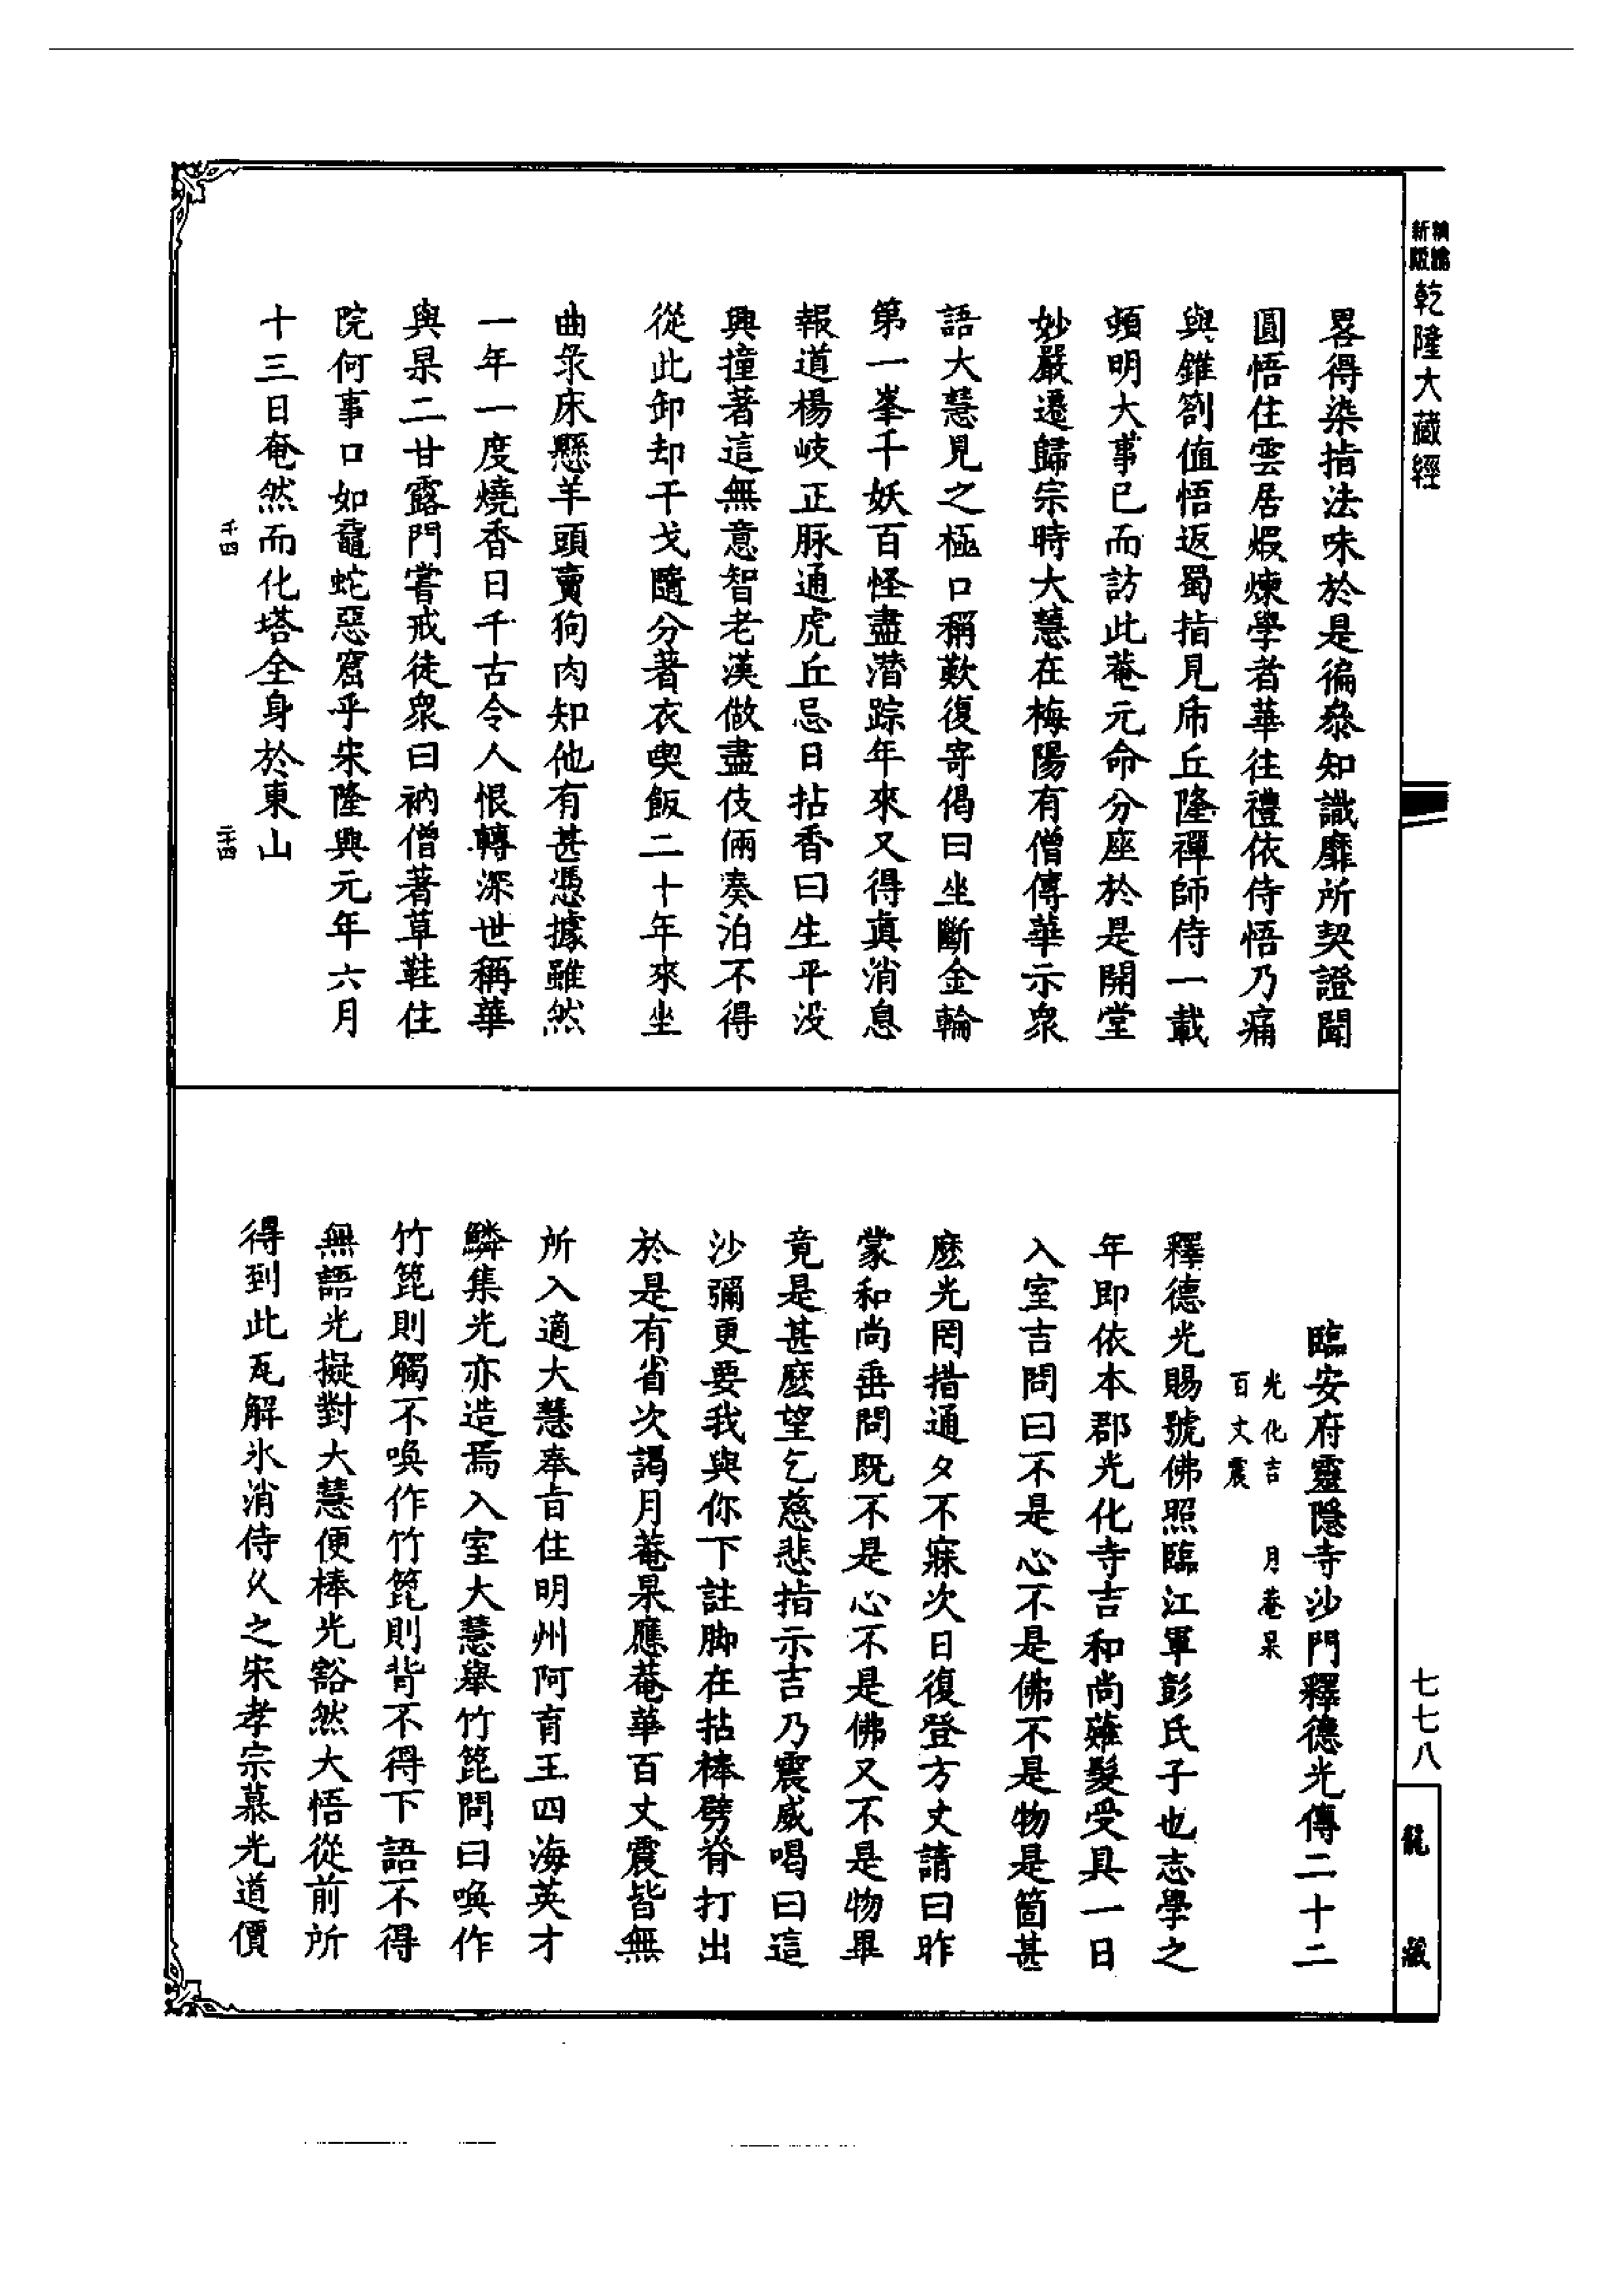 精編
新版
乾隆大藏經
畧得染指法味於是徧叅知識靡所契證聞
圓悟住雲居煅煉學者華往禮依侍悟乃痛
與錐劄值悟返蜀指見虎丘隆禪師侍一載
頓明大事已而訪此菴元命分座於是開堂
妙嚴遷歸宗時大慧在梅陽有僧傳華示衆
語大慧見之極口稱歎復寄偈曰坐斷金輪
第一峯千妖百怪盡潛踪年來又得真消息
報道楊岐正脉通虎丘忌日拈香曰生平没
興撞著這無意智老漢做盡伎倆湊泊不得
從此卸却干戈隨分著衣喫飯二十年來坐
曲录床懸羊頭賣狗肉知他有甚憑據雖然
一年一度燒香日千古令人恨轉深世稱華
與杲二甘露門嘗戒徒衆曰衲僧著草鞋住
院何事口如龜蛇惡窟乎宋隆興元年六月
十三日奄然而化塔全身於東山
千四
二十四
臨安府靈隱寺沙門釋德光傳二十二
光化吉 月菴杲
百丈震
釋德光賜號佛照臨江軍彭氏子也志學之
年即依本郡光化寺吉和尚薙髮受具一日
入室吉問曰不是心不是佛不是物是箇甚
麽光罔措通夕不寐次日復登方丈請曰昨
蒙和尚垂問既不是心不是佛又不是物畢
竟是甚麽望乞慈悲指示吉乃震威喝曰這
沙彌更要我與你下註脚在拈棒劈脊打出
於是有省次謁月菴杲應菴華百丈震皆無
所入適大慧奉旨住明州阿育王四海英才
鱗集光亦造焉入室大慧舉竹篦問曰喚作
竹篦則觸不喚作竹篦則背不得下語不得
無語光擬對大慧便棒光豁然大悟從前所
得到此瓦解氷消侍久之宋孝宗慕光道價
七七八
龍藏